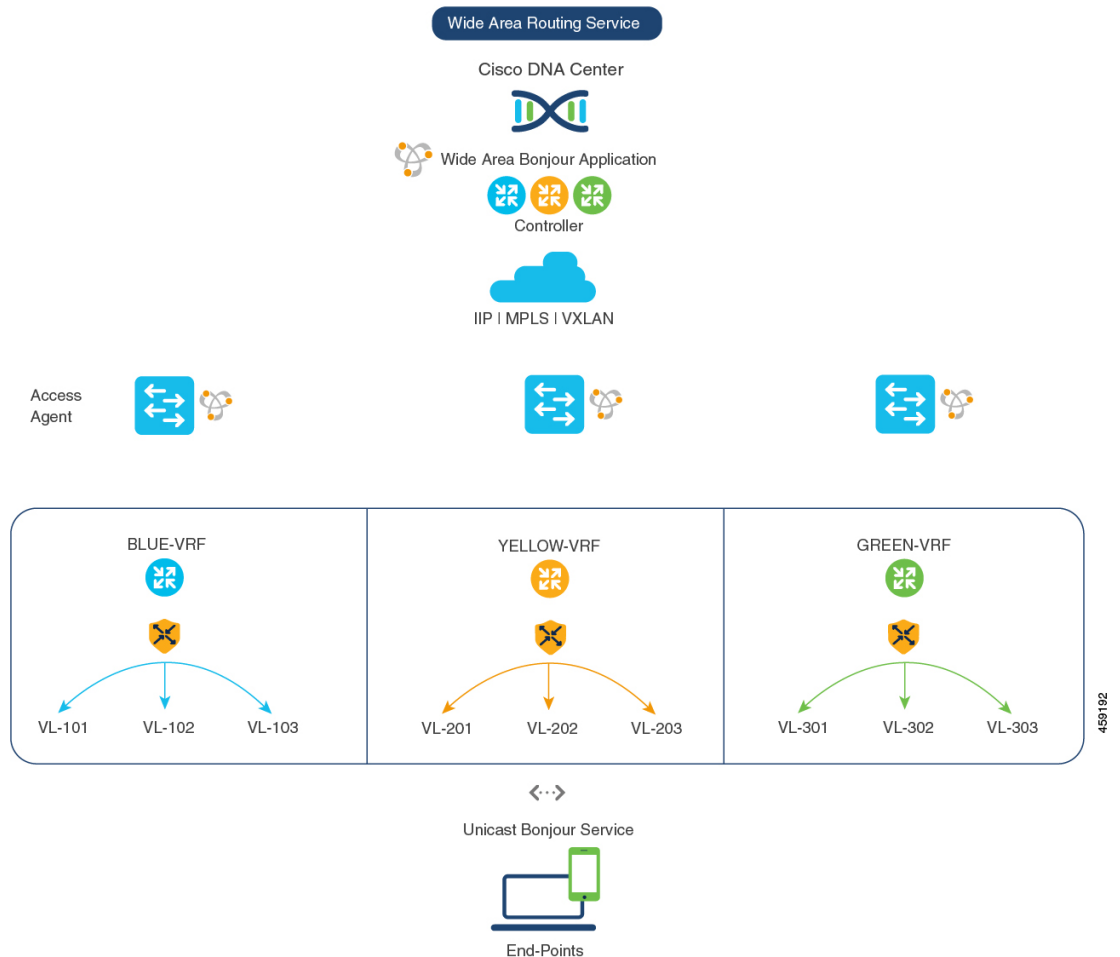 Wide Area Routing Service
Cisco DNA Center
Wide Area Bonjour Application
Controller
IIP | MPLS | VXLAN
Access
Agent
BLUE-VRF
YELLOW-VRF
GREEN-VRF
VL-101
VL-102
VL-103
VL-201
VL-202
VL-203
VL-301
VL-302
VL-303
459192
Unicast Bonjour Service
End-Points